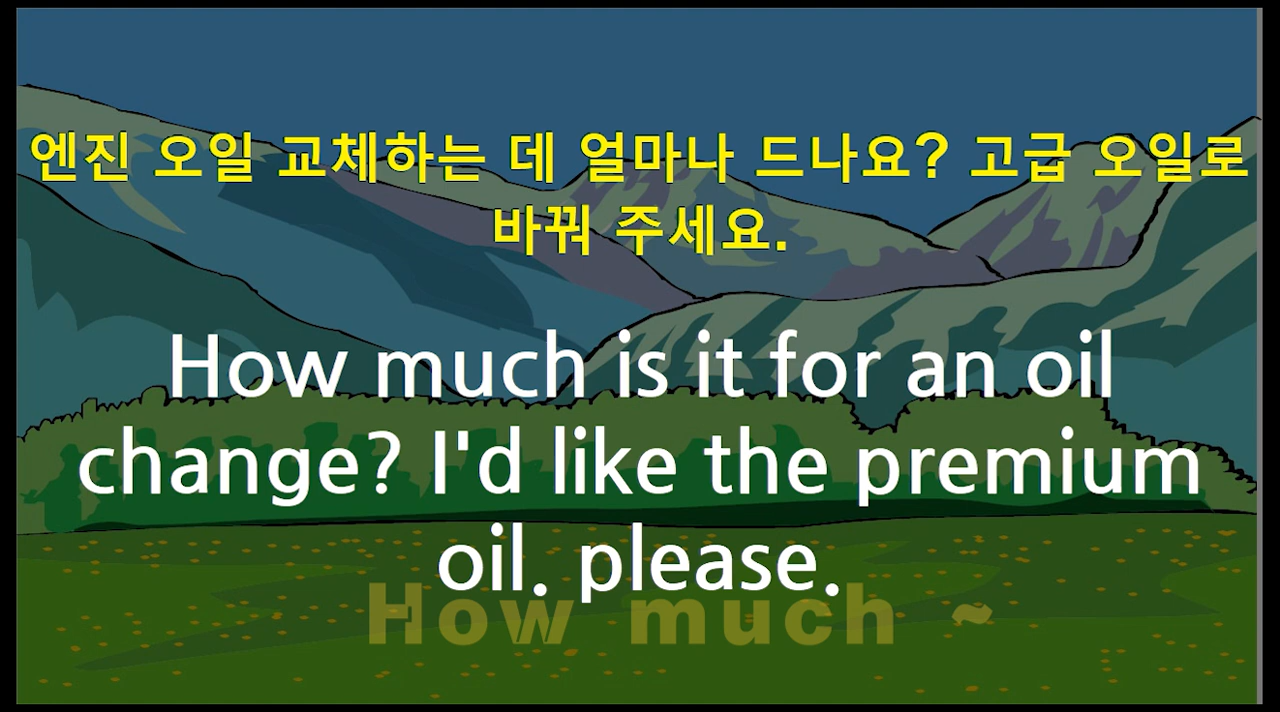 엔진 오일 교체하는 데 얼마나 드나요? 고급 오일로
바꿔 주세요.
How much is it for an oil
change? I'd like the premium
oil. please.
How much ~